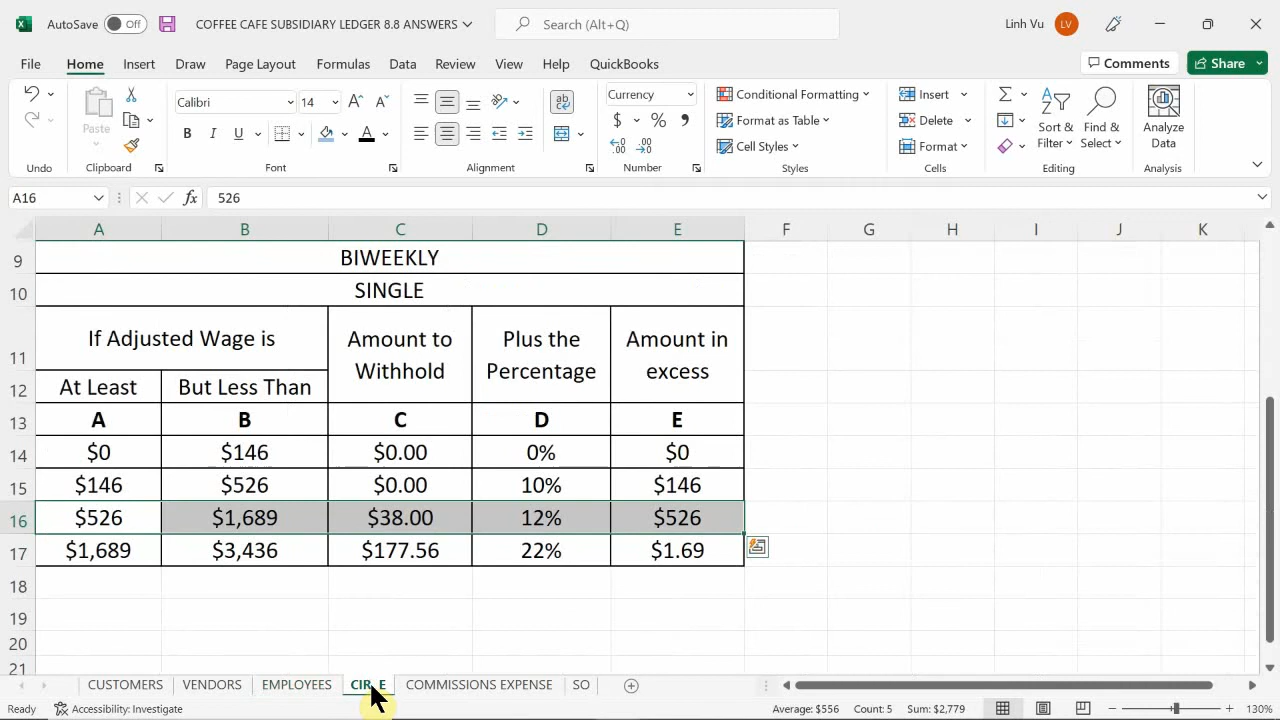 AutoSave Off COFFEE CAFE SUBSIDIARY LEDGER 8.8 ANSWERS Search (Alt+Q) Linh Vu LV
File Home Insert Draw Page Layout Formulas Data Review View Help QuickBooks Comments Share
Calibri 14 Currency Conditional Formatting Insert
Paste B I U $ % Format as Table Delete Sort & Filter Find & Select Analyze Data
Cell Styles Format
Undo Clipboard Font Alignment Number Styles Cells Editing Analysis
A16 fx 526
A B C D E F G H I J K
9 BIWEEKLY
10 SINGLE
11 If Adjusted Wage is Amount to Withhold Plus the Percentage Amount in excess
12 At Least But Less Than
13 A B C D E
14 $0 $146 $0.00 0% $0
15 $146 $526 $0.00 10% $146
16 $526 $1,689 $38.00 12% $526
17 $1,689 $3,436 $177.56 22% $1.69
18
19
20
21
CUSTOMERS VENDORS EMPLOYEES COMMISSIONS EXPENSE SO
Ready Accessibility: Investigate Average: $556 Count: 5 Sum: $2,779 130%